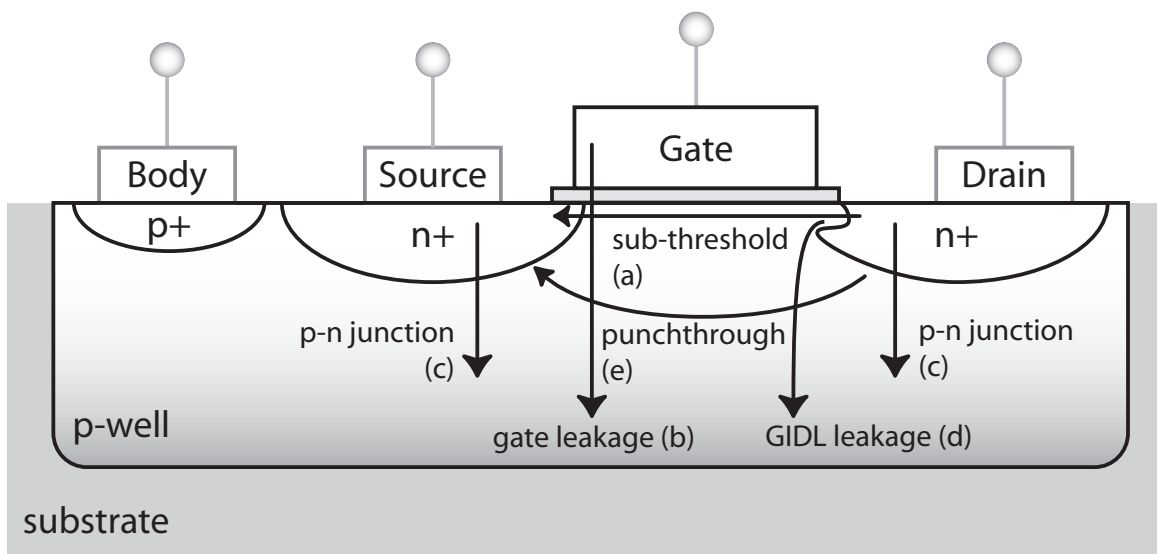 Gate
Body
Source
Drain
p+
n+
n+
sub-threshold
(a)
p-n junction
(c)
punchthrough
(e)
p-n junction
(c)
p-well
gate leakage (b)
GIDL leakage (d)
substrate